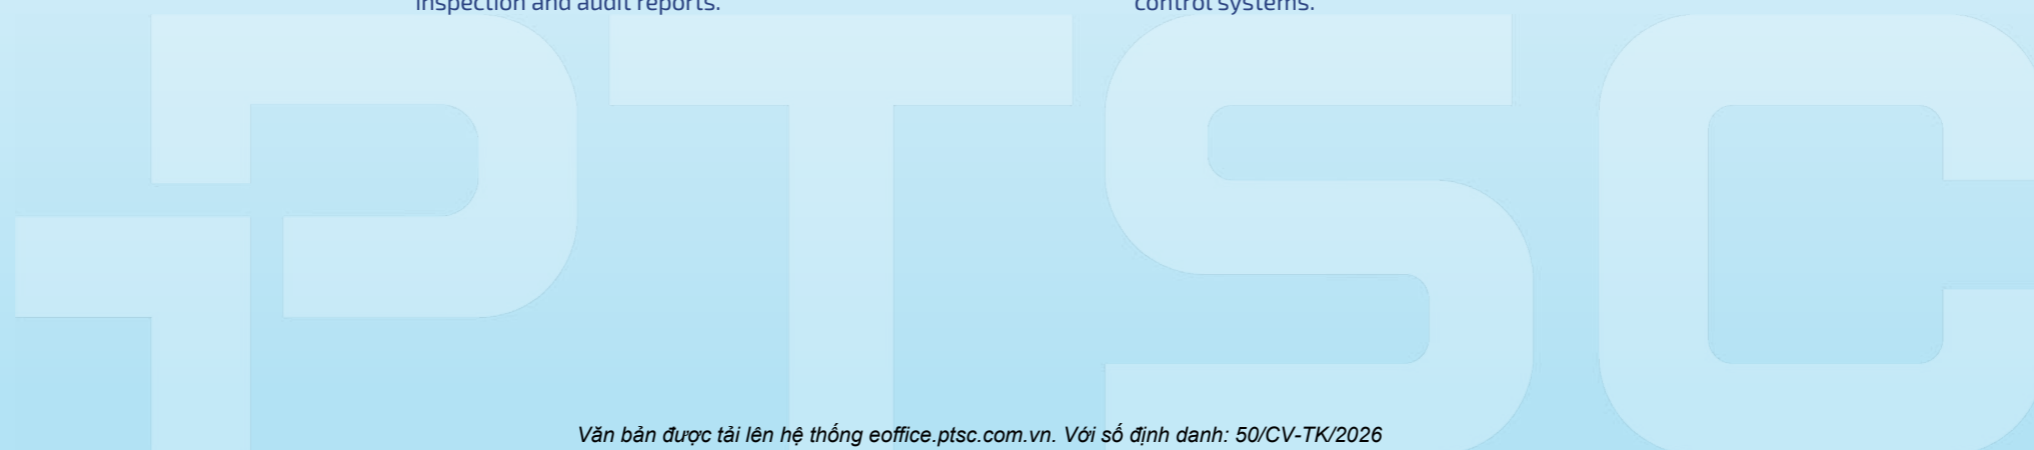 inspection and audit reports.
control systems.
PTSC
Văn bản được tải lên hệ thống eoffice.ptsc.com.vn. Với số định danh: 50/CV-TK/2026